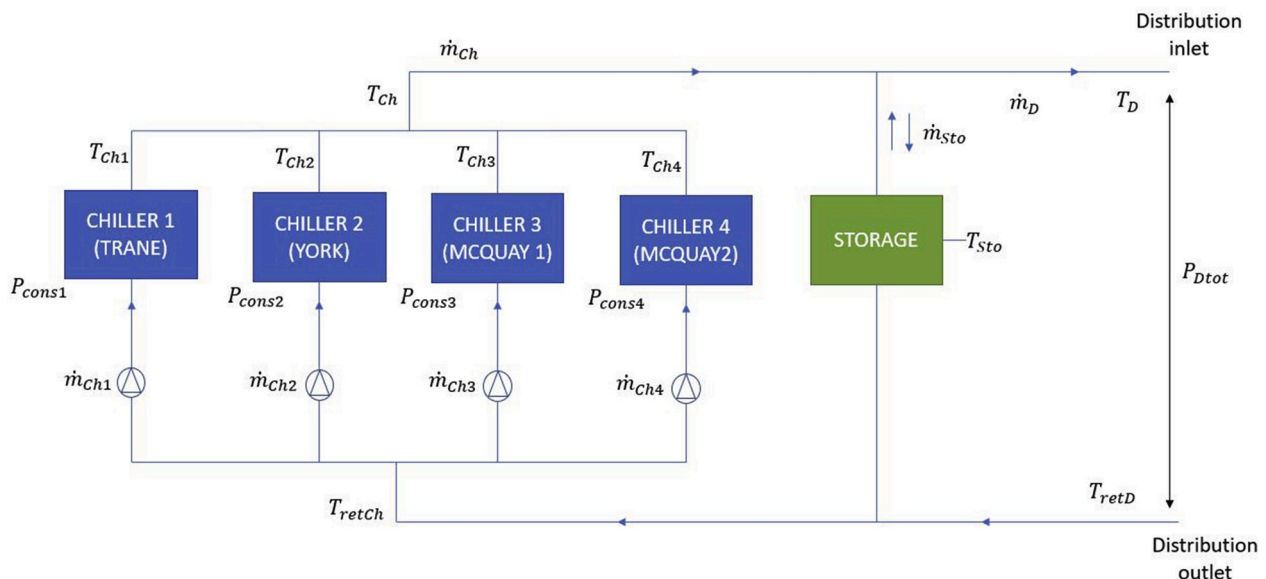 Distribution
inlet
ṁ_Ch
T_Ch
ṁ_D
T_D
ṁ_Sto
T_Ch1
T_Ch2
T_Ch3
T_Ch4
CHILLER 1
(TRANE)
CHILLER 2
(YORK)
CHILLER 3
(MCQUAY 1)
CHILLER 4
(MCQUAY2)
STORAGE
T_Sto
P_cons1
P_cons2
P_cons3
P_cons4
P_Dtot
ṁ_Ch1
ṁ_Ch2
ṁ_Ch3
ṁ_Ch4
T_retCh
T_retD
Distribution
outlet